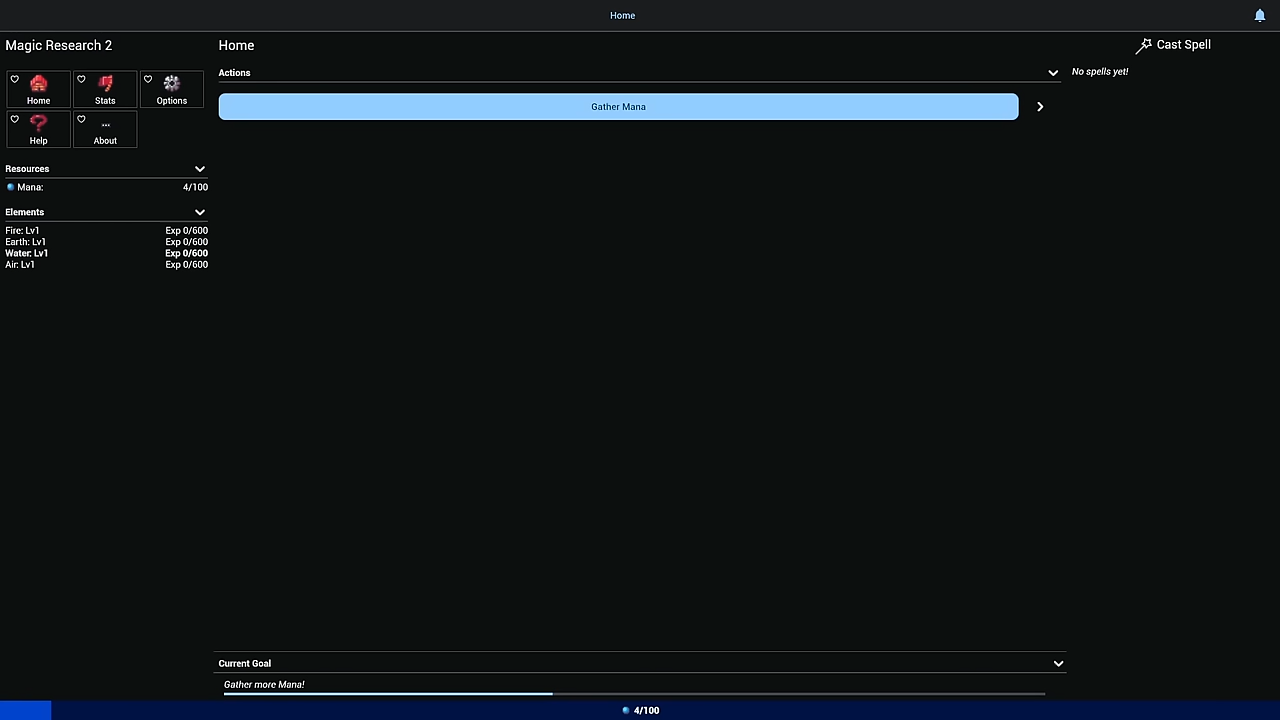 Home
Magic Research 2
Home
Stats
Options
Help
About
Resources
Mana: 4/100
Elements
Fire: Lv1 Exp 0/600
Earth: Lv1 Exp 0/600
Water: Lv1 Exp 0/600
Air: Lv1 Exp 0/600
Home
Actions
Gather Mana
Cast Spell
No spells yet!
Current Goal
Gather more Mana!
4/100